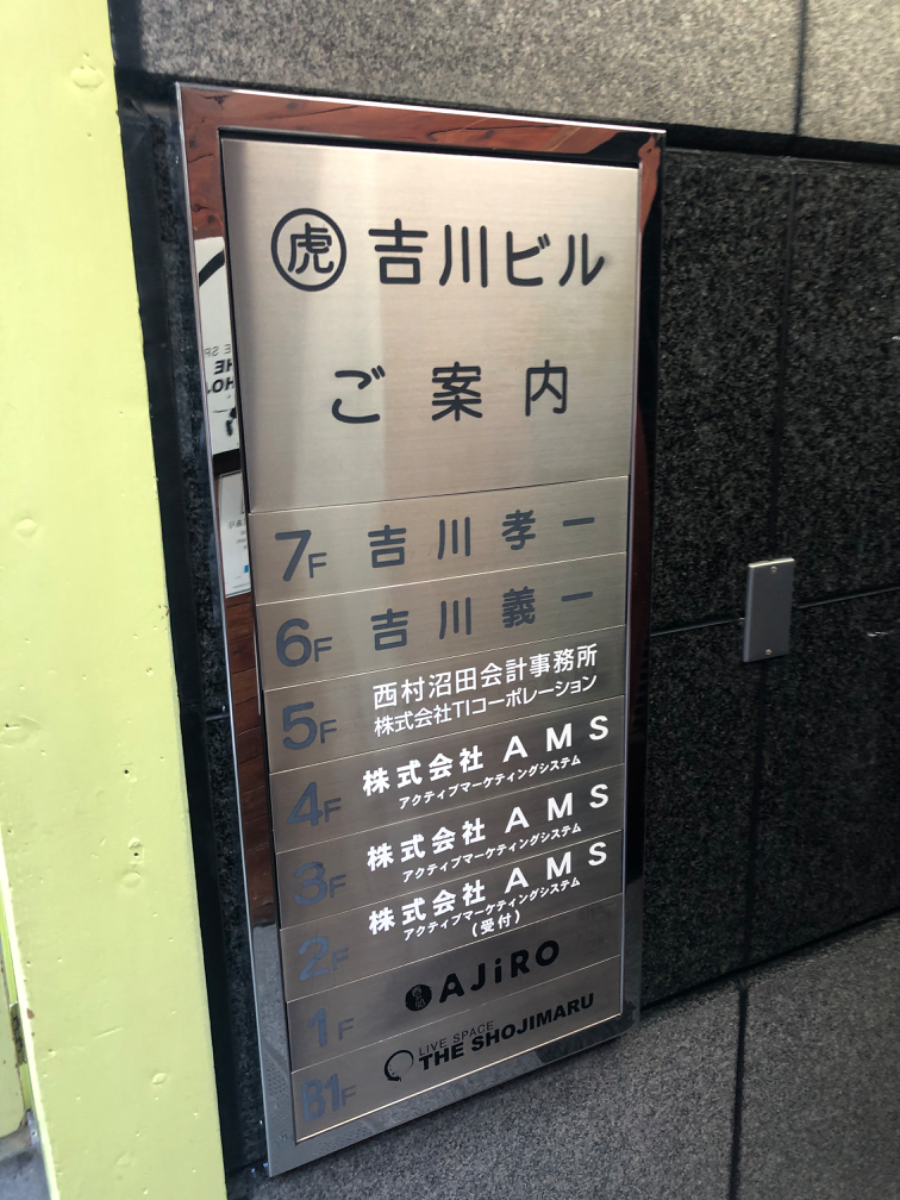 虎 吉川ビル
ご案内
7F 吉川孝一
6F 吉川義一
5F 西村沼田会計事務所
株式会社TIコーポレーション
4F 株式会社 AMS
アクティブマーケティングシステム
3F 株式会社 AMS
アクティブマーケティングシステム
2F 株式会社 AMS
アクティブマーケティングシステム
(受付)
1F AJiRO
B1F LIVE SPACE
THE SHOJIMARU